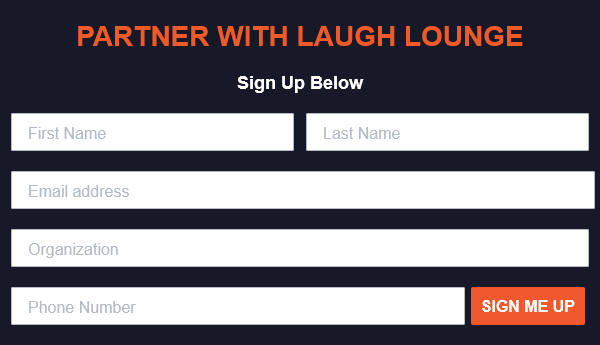 PARTNER WITH LAUGH LOUNGE
Sign Up Below
First Name Last Name
Email address
Organization
Phone Number SIGN ME UP